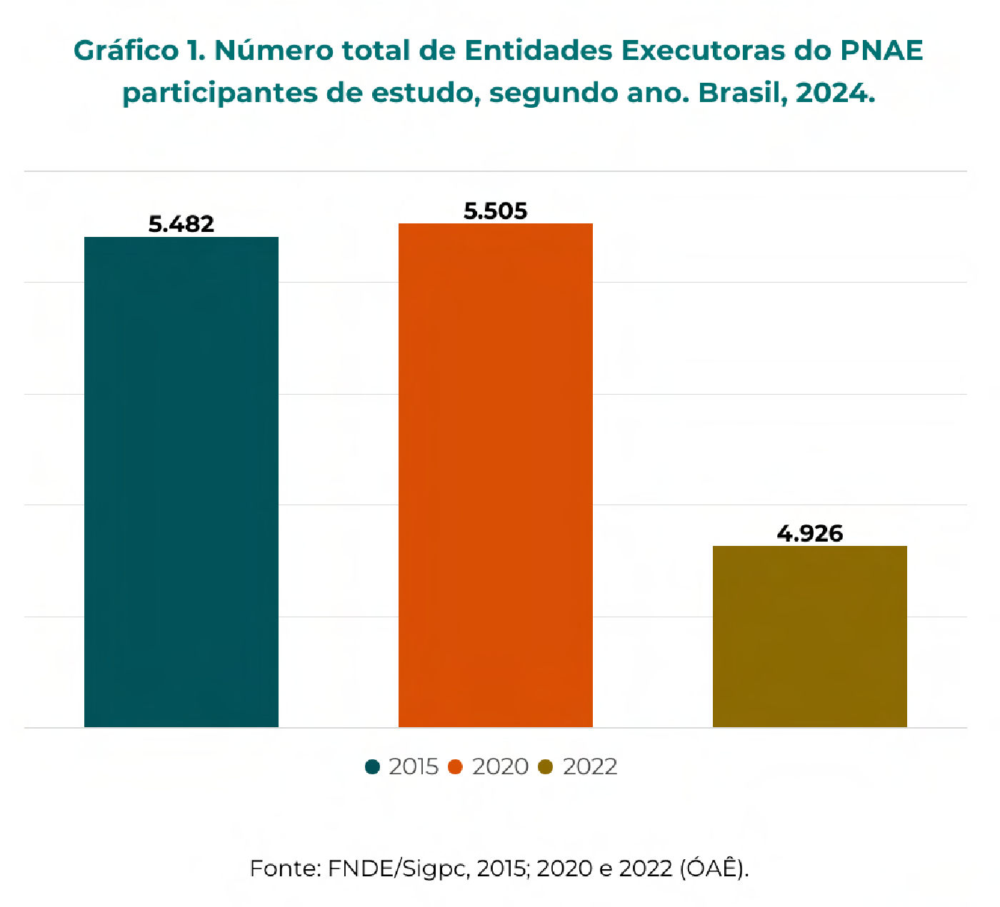 Gráfico 1. Número total de Entidades Executoras do PNAE
participantes de estudo, segundo ano. Brasil, 2024.
5.482
5.505
4.926
2015 2020 2022
Fonte: FNDE/Sigpc, 2015; 2020 e 2022 (ÓAÊ).